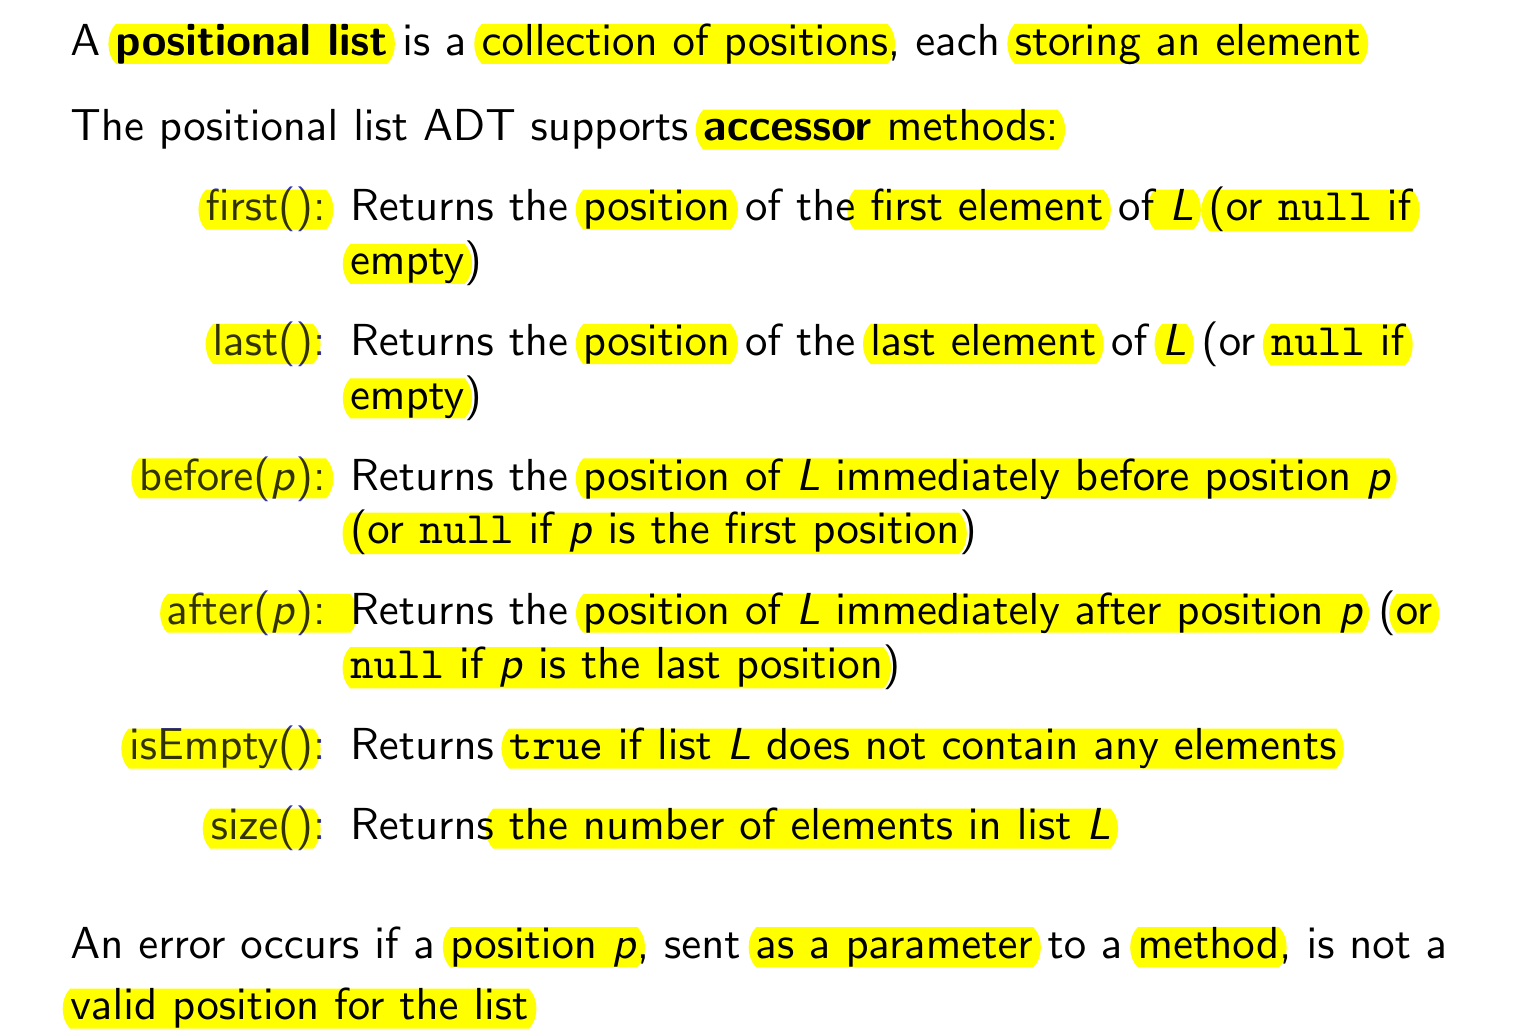 A positional list is a collection of positions, each storing an element
The positional list ADT supports accessor methods:
first(): Returns the position of the first element of L (or null if
empty)
last(): Returns the position of the last element of L (or null if
empty)
before(p): Returns the position of L immediately before position p
(or null if p is the first position)
after(p): Returns the position of L immediately after position p (or
null if p is the last position)
isEmpty(): Returns true if list L does not contain any elements
size(): Returns the number of elements in list L
An error occurs if a position p, sent as a parameter to a method, is not a
valid position for the list